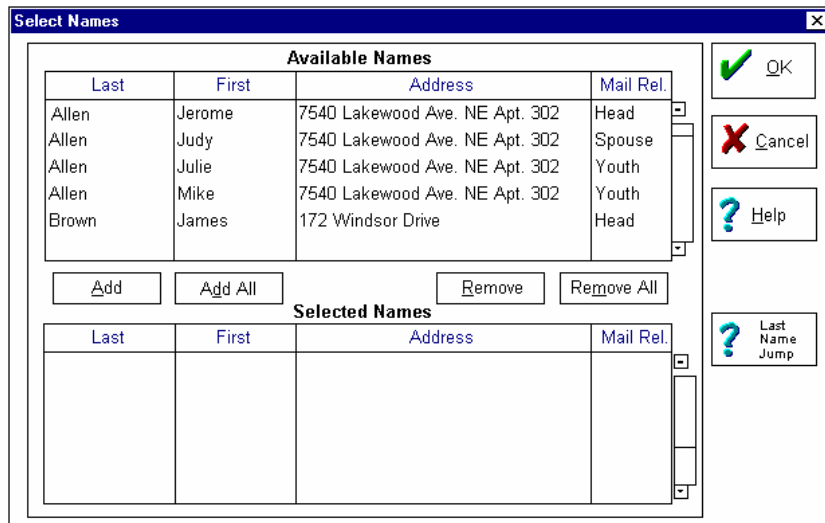 Select Names
Available Names
Last First Address Mail Rel.
Allen Jerome 7540 Lakewood Ave. NE Apt. 302 Head
Allen Judy 7540 Lakewood Ave. NE Apt. 302 Spouse
Allen Julie 7540 Lakewood Ave. NE Apt. 302 Youth
Allen Mike 7540 Lakewood Ave. NE Apt. 302 Youth
Brown James 172 Windsor Drive Head
Add Add All Remove Remove All
Selected Names
Last First Address Mail Rel.
OK
Cancel
Help
Last
Name
Jump